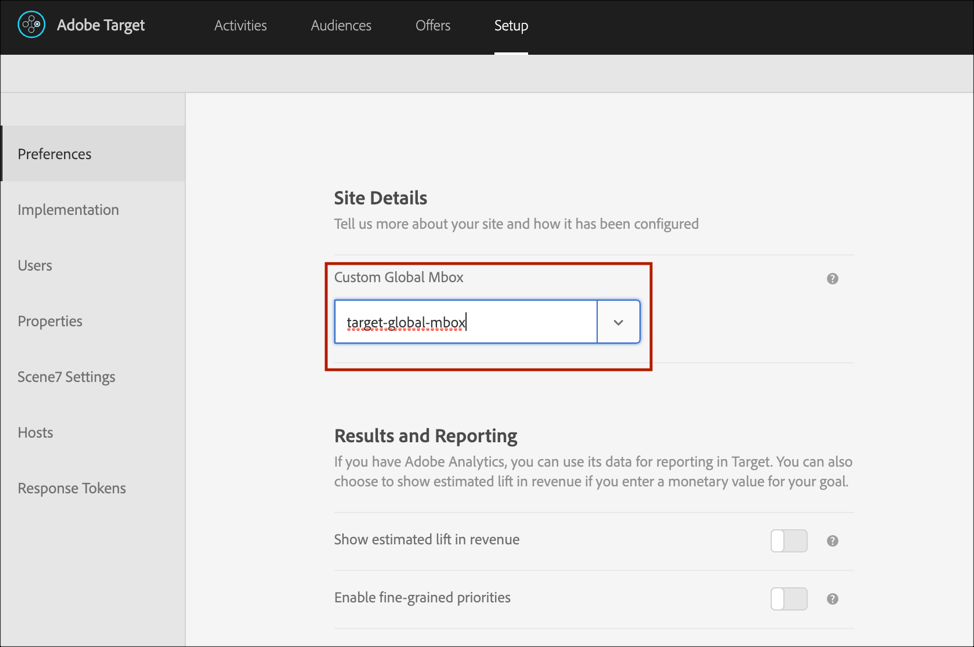 Adobe Target
Activities
Audiences
Offers
Setup
Preferences
Implementation
Users
Properties
Scene7 Settings
Hosts
Response Tokens
Site Details
Tell us more about your site and how it has been configured
Custom Global Mbox
?
target-global-mbox
Results and Reporting
If you have Adobe Analytics, you can use its data for reporting in Target. You can also
choose to show estimated lift in revenue if you enter a monetary value for your goal.
Show estimated lift in revenue
?
Enable fine-grained priorities
?